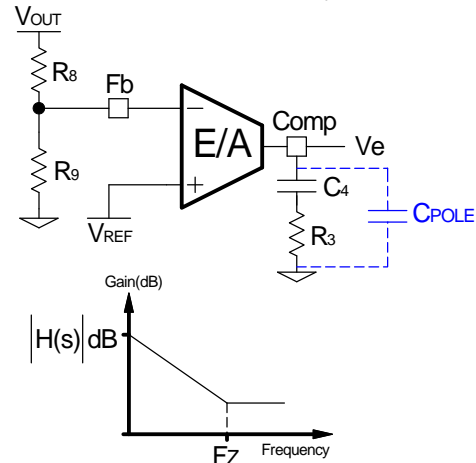 VOUT
R8
Fb
E/A
Comp
Ve
R9
C4
CPOLE
R3
VREF
Gain(dB)
|H(s)|dB
FZ
Frequency